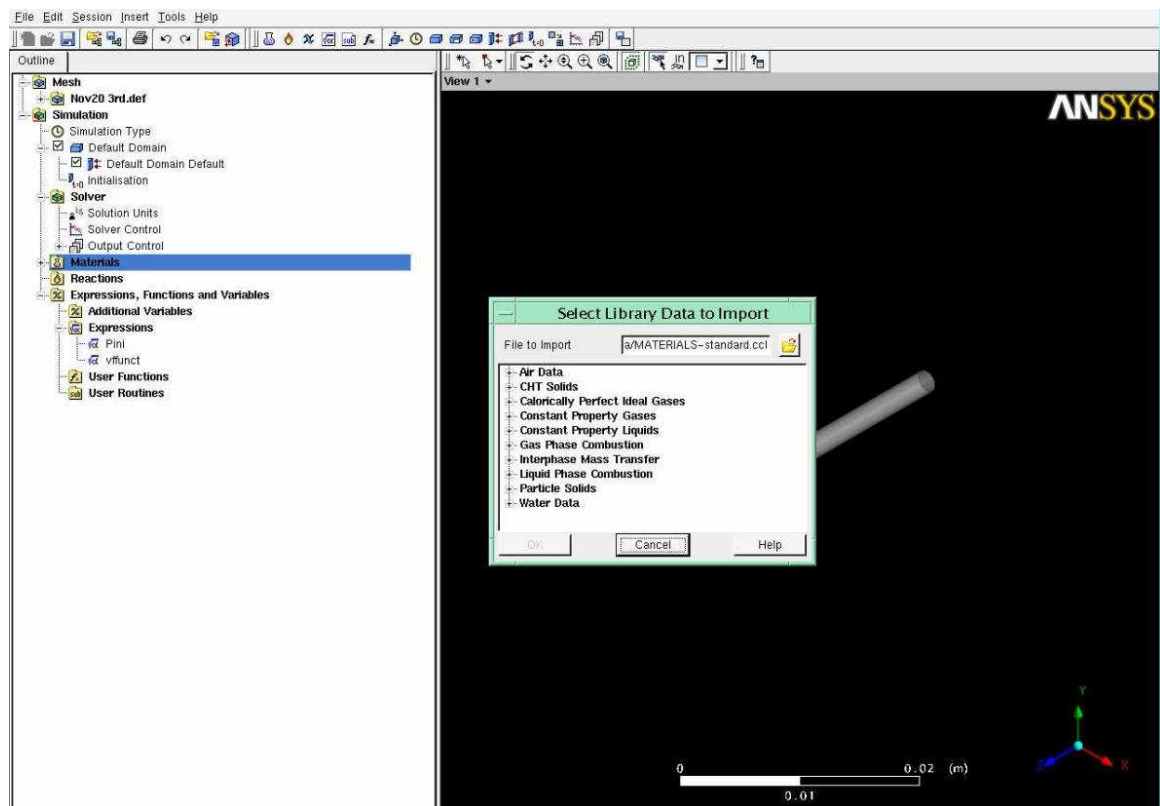 File Edit Session Insert Tools Help
Outline
Mesh
Nov20 3rd.def
Simulation
Simulation Type
Default Domain
Default Domain Default
Initialisation
Solver
Solution Units
Solver Control
Output Control
Materials
Reactions
Expressions, Functions and Variables
Additional Variables
Expressions
Pini
vffunct
User Functions
User Routines
View 1
ANSYS
Select Library Data to Import
File to Import a/MATERIALS-standard.ccl
Air Data
CHT Solids
Calorically Perfect Ideal Gases
Constant Property Gases
Constant Property Liquids
Gas Phase Combustion
Interphase Mass Transfer
Liquid Phase Combustion
Particle Solids
Water Data
OK Cancel Help
Y
Z X
0 0.02 (m)
0.01